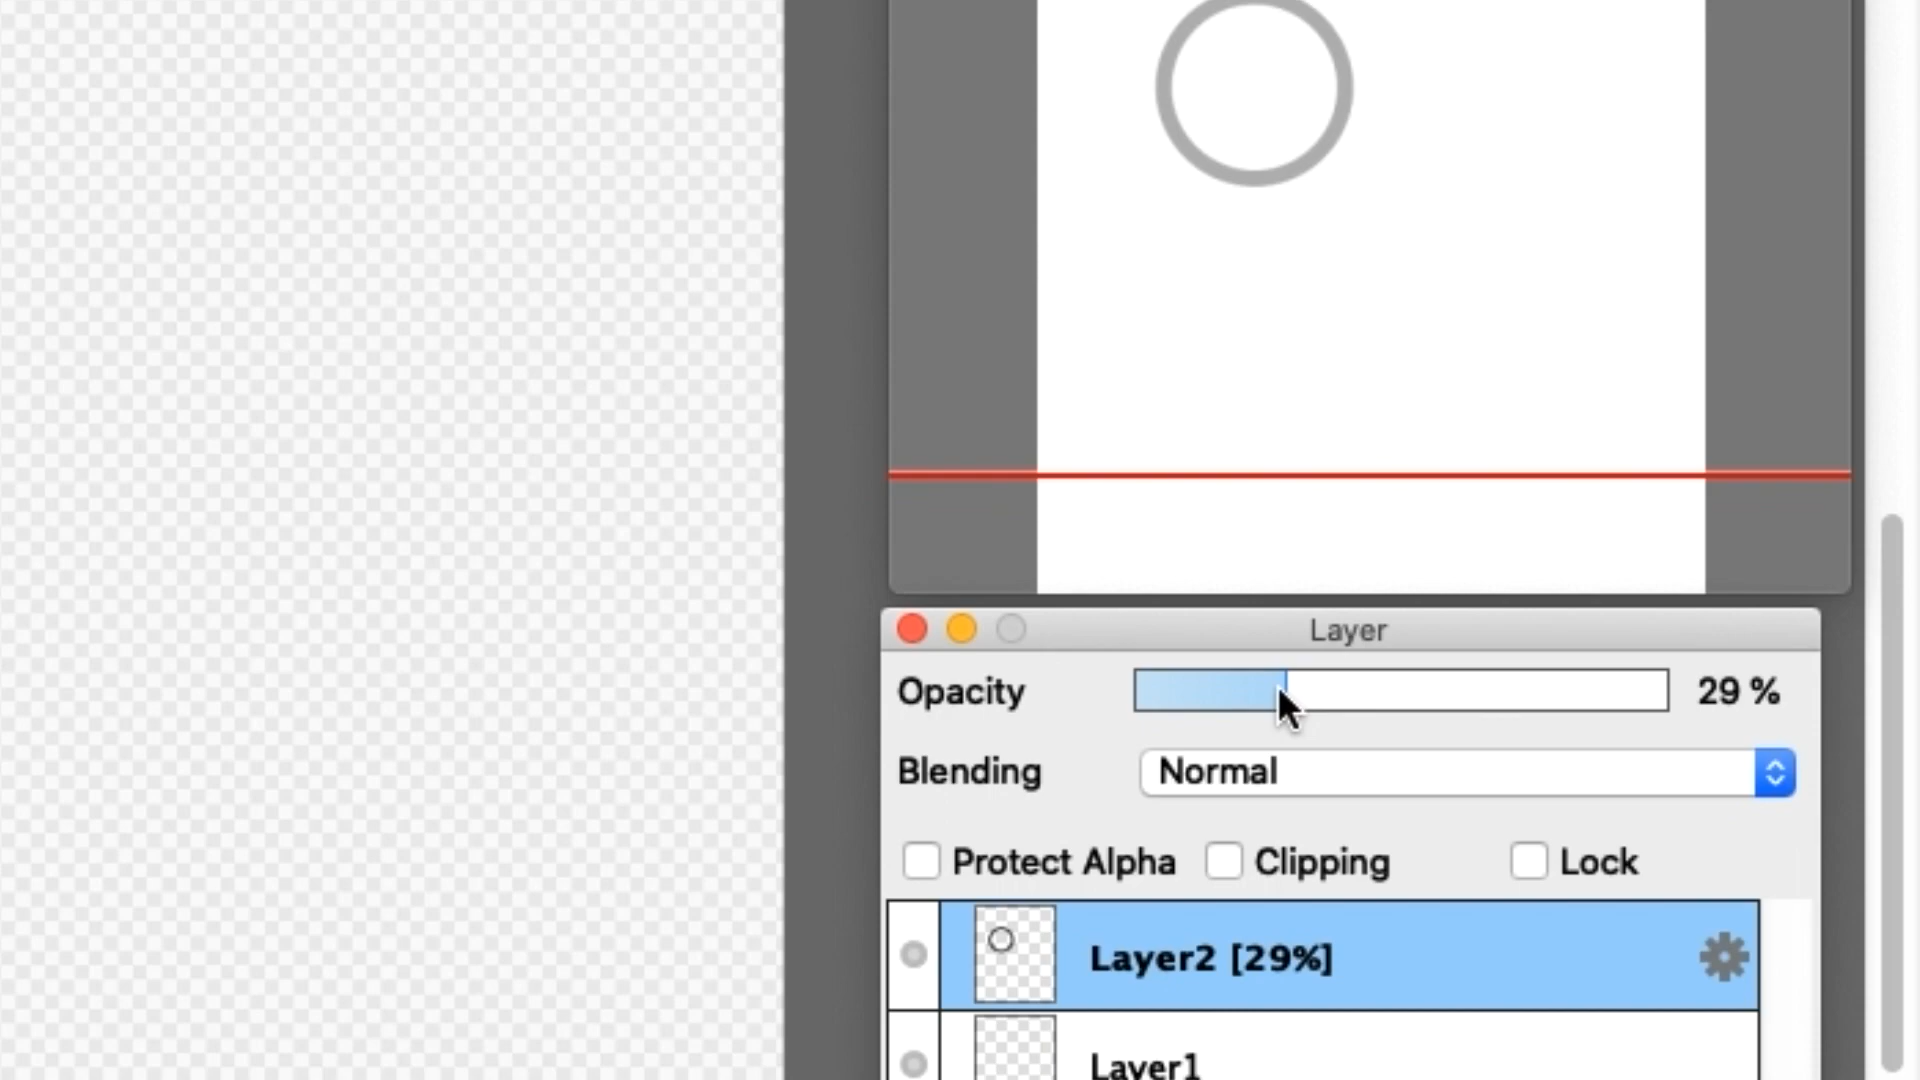 Layer
Opacity 29 %
Blending Normal
Protect Alpha Clipping Lock
Layer2 [29%]
Layer1